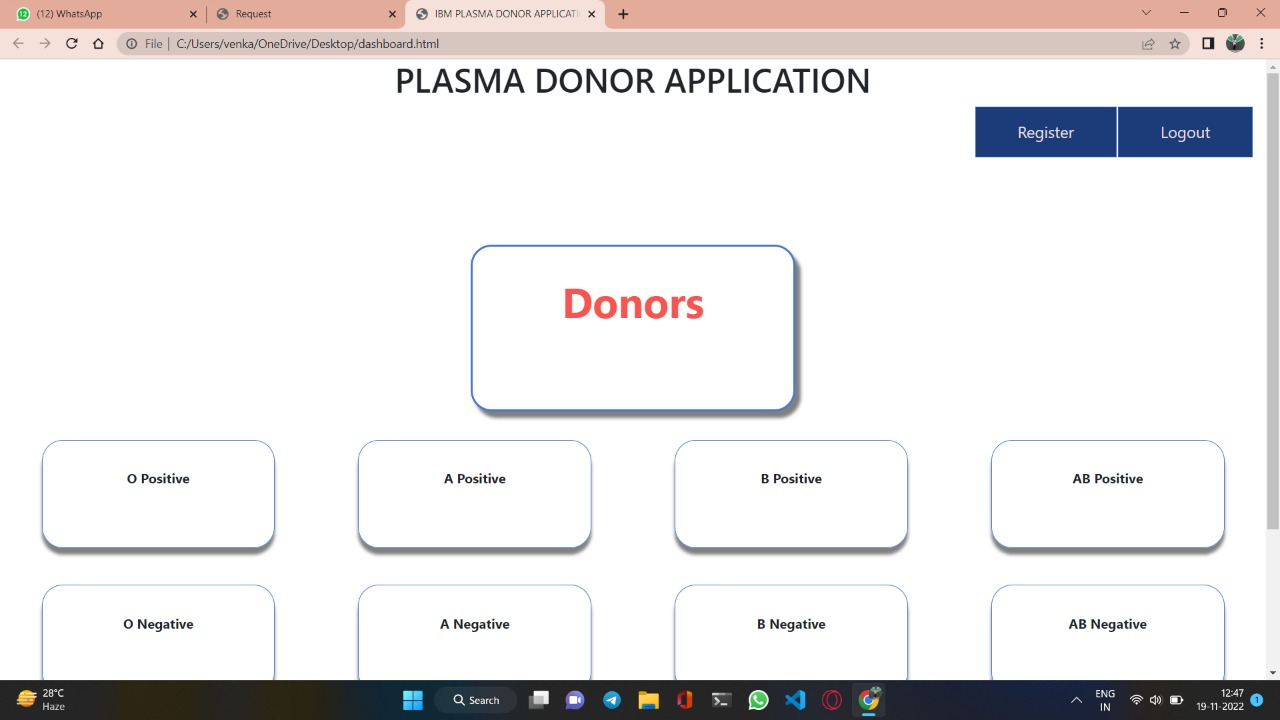 (12) WhatsApp
Request
IBM PLASMA DONOR APPLICATI
File
C:/Users/venka/OneDrive/Desktop/dashboard.html
PLASMA DONOR APPLICATION
Register
Logout
Donors
O Positive
A Positive
B Positive
AB Positive
O Negative
A Negative
B Negative
AB Negative
28°C
Haze
Search
ENG
IN
12:47
19-11-2022
1